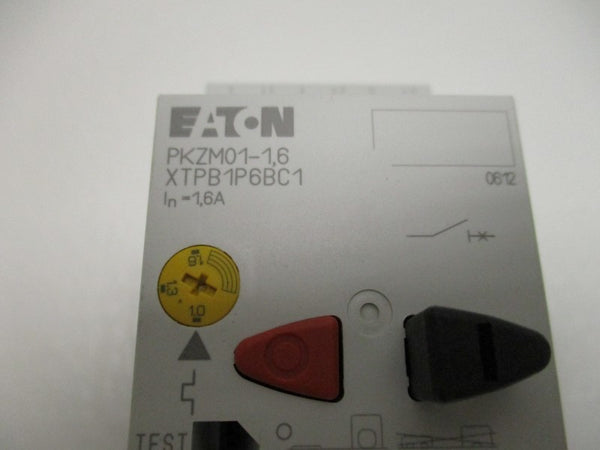 EATON
PKZM01-1,6
XTPB1P6BC1
In =1,6A
0612
1.6
1.3
1.0
TEST